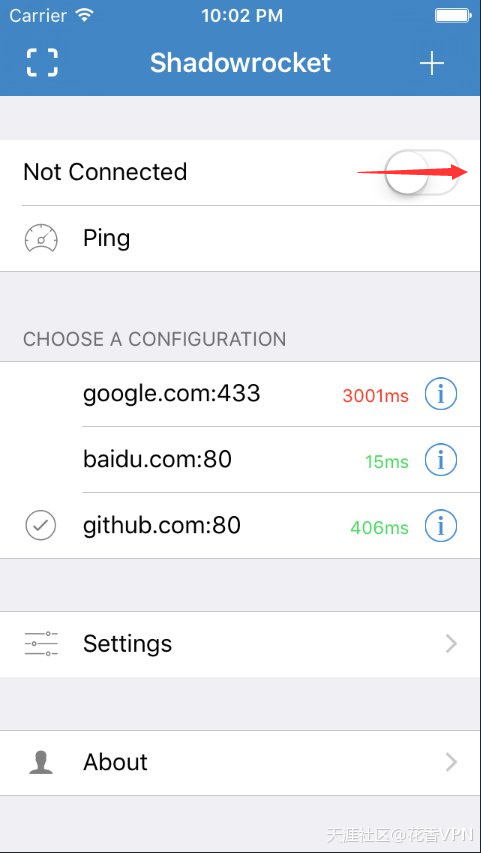 Carrier 10:02 PM
Shadowrocket
Not Connected
Ping
CHOOSE A CONFIGURATION
google.com:433 3001ms
baidu.com:80 15ms
github.com:80 406ms
Settings
About
天涯社区@花香VPN